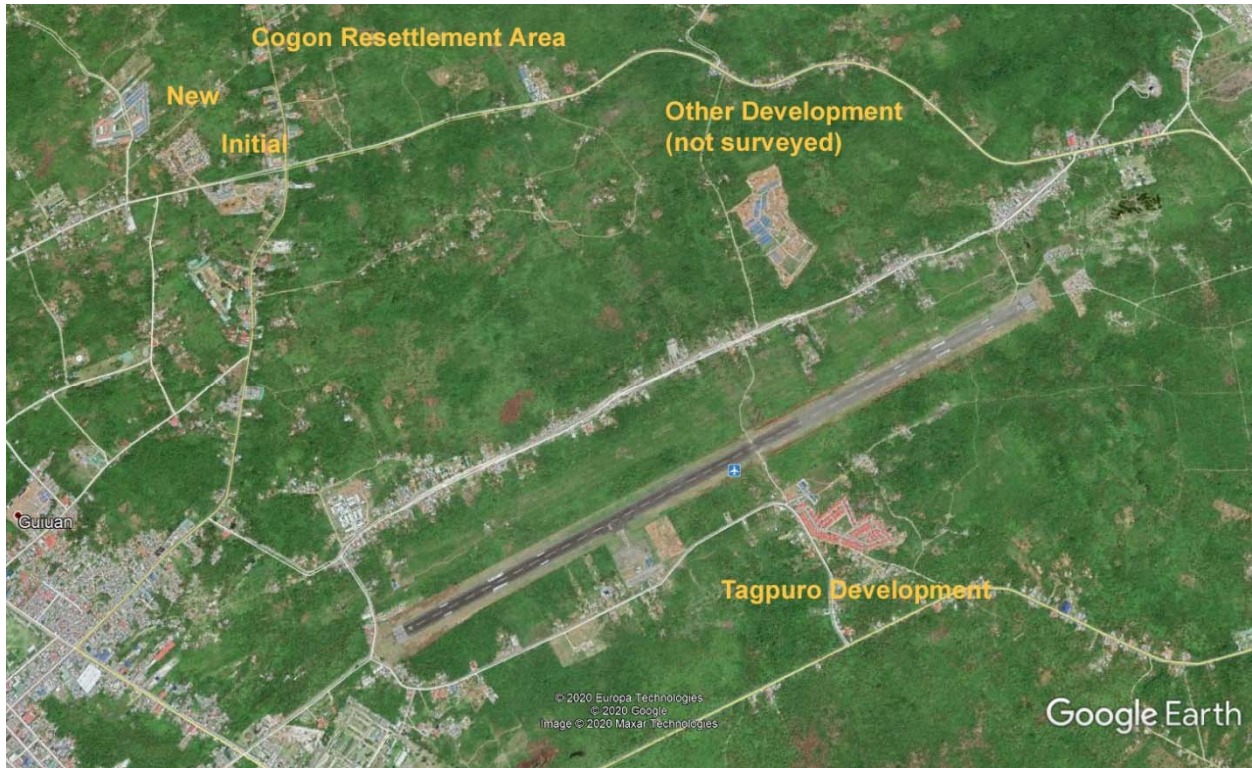 Cogon Resettlement Area
New
Initial
Other Development
(not surveyed)
Guiuan
Tagpuro Development
© 2020 Europa Technologies
© 2020 Google
Image © 2020 Maxar Technologies
Google Earth